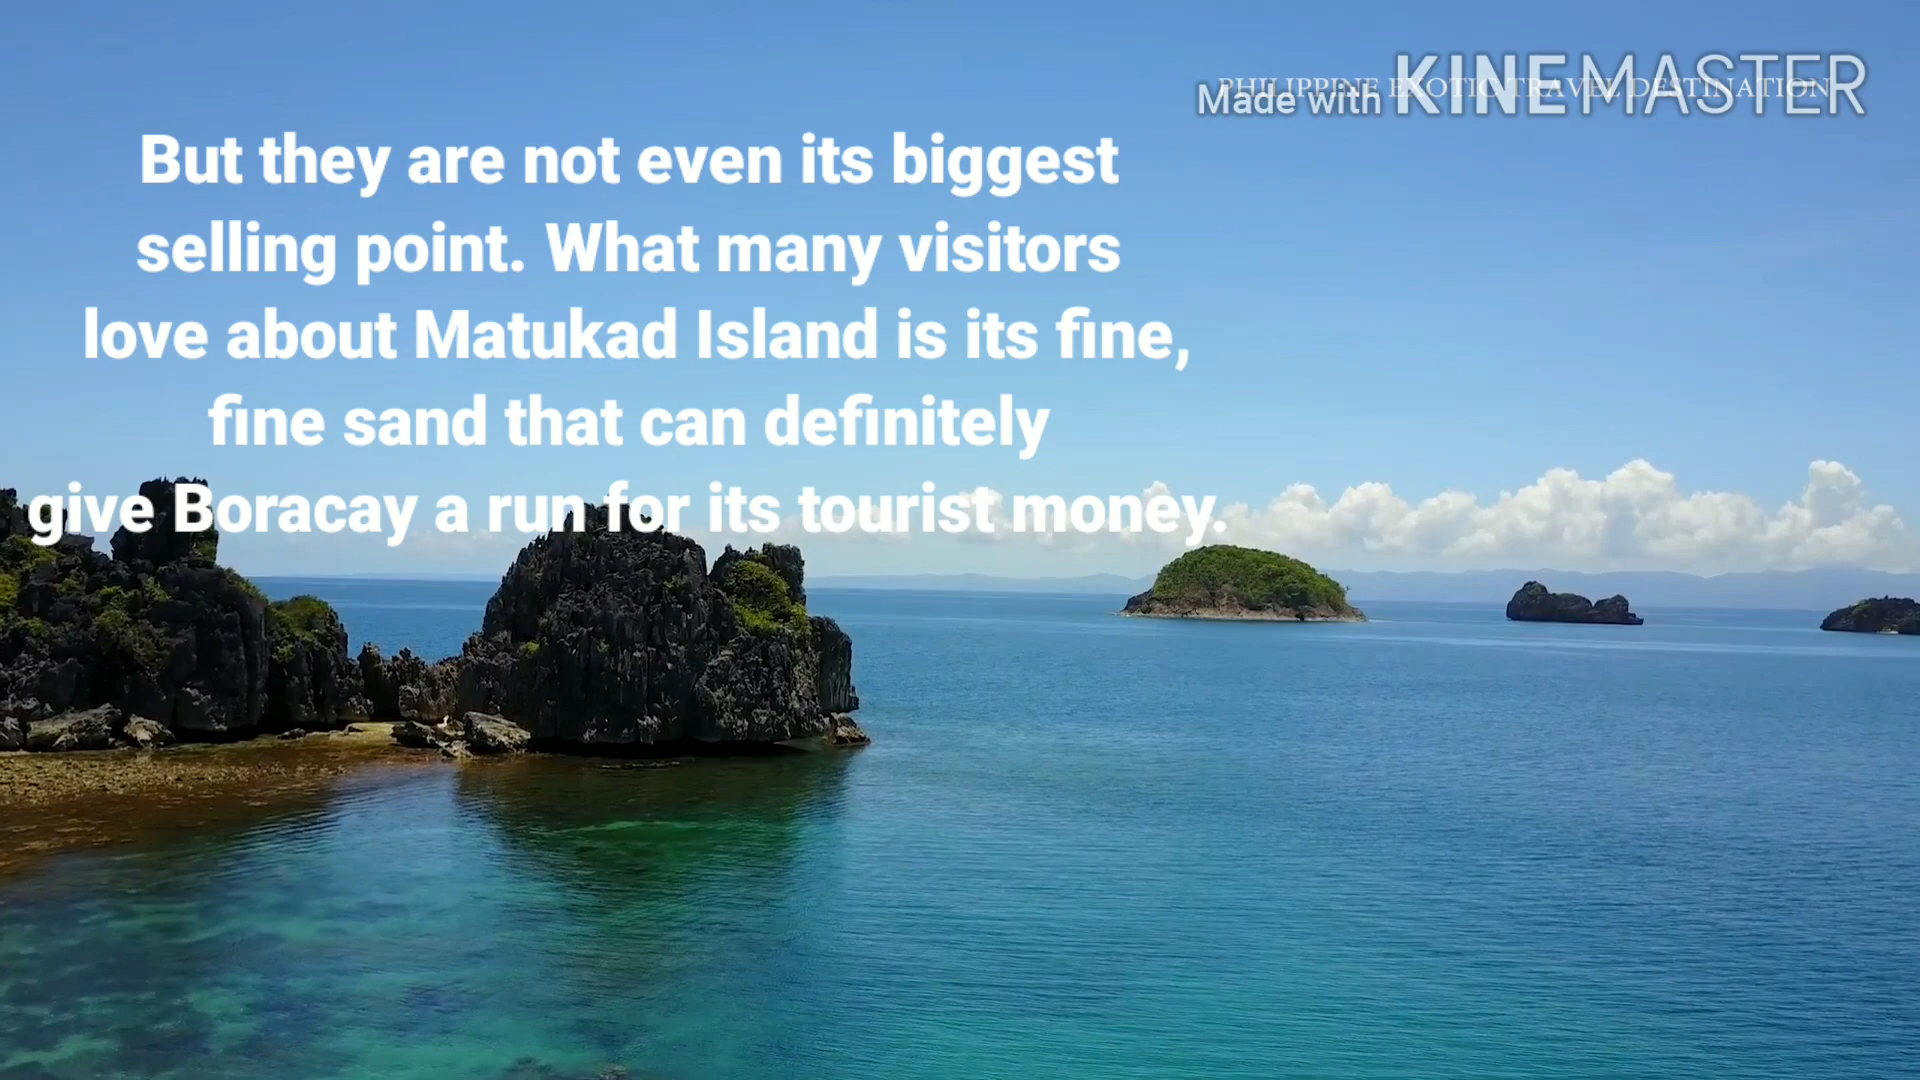 PHILIPPINE EXOTIC TRAVEL DESTINATION
Made with KINEMASTER
But they are not even its biggest
selling point. What many visitors
love about Matukad Island is its fine,
fine sand that can definitely
give Boracay a run for its tourist money.